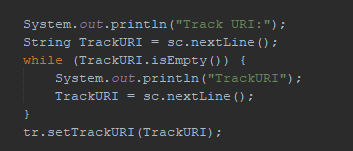 System.out.println("Track URI:");
String TrackURI = sc.nextLine();
while (TrackURI.isEmpty()) {
    System.out.println("TrackURI");
    TrackURI = sc.nextLine();
}
tr.setTrackURI(TrackURI);